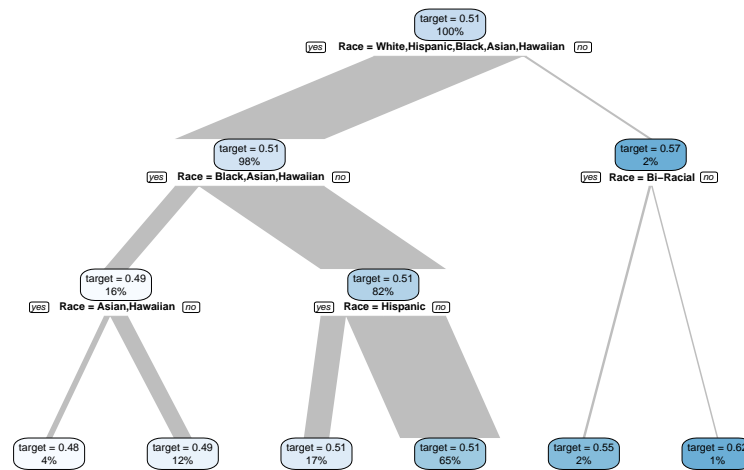 target = 0.51
100%
yes Race = White,Hispanic,Black,Asian,Hawaiian no
target = 0.51
98%
yes Race = Black,Asian,Hawaiian no
target = 0.57
2%
yes Race = Bi−Racial no
target = 0.49
16%
yes Race = Asian,Hawaiian no
target = 0.51
82%
yes Race = Hispanic no
target = 0.48
4%
target = 0.49
12%
target = 0.51
17%
target = 0.51
65%
target = 0.55
2%
target = 0.62
1%